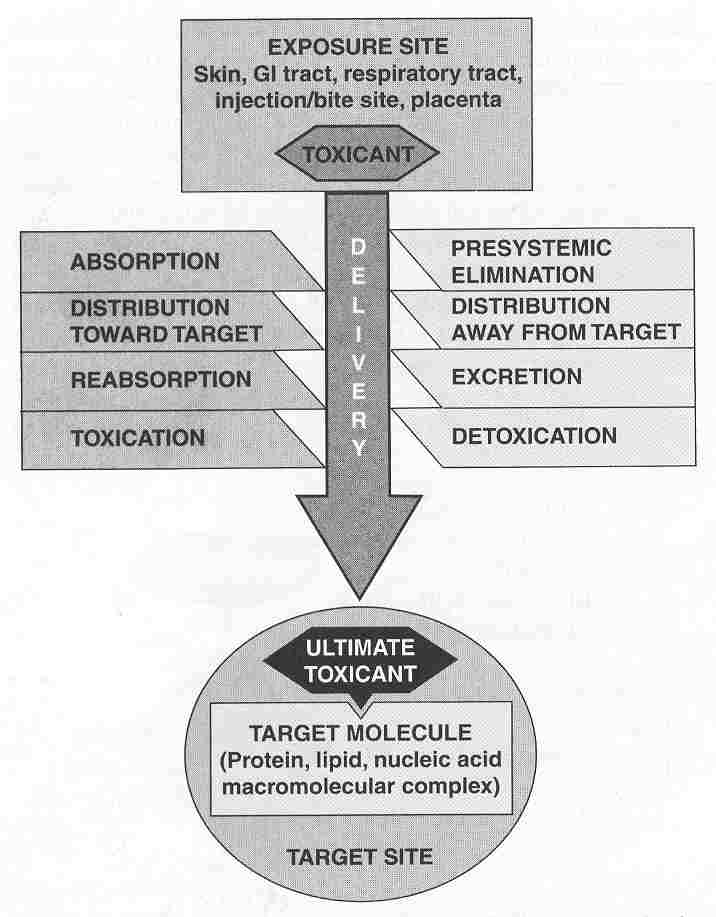 EXPOSURE SITE
Skin, GI tract, respiratory tract,
injection/bite site, placenta
TOXICANT
DELIVERY
ABSORPTION
DISTRIBUTION
TOWARD TARGET
REABSORPTION
TOXICATION
PRESYSTEMIC
ELIMINATION
DISTRIBUTION
AWAY FROM TARGET
EXCRETION
DETOXICATION
ULTIMATE
TOXICANT
TARGET MOLECULE
(Protein, lipid, nucleic acid
macromolecular complex)
TARGET SITE